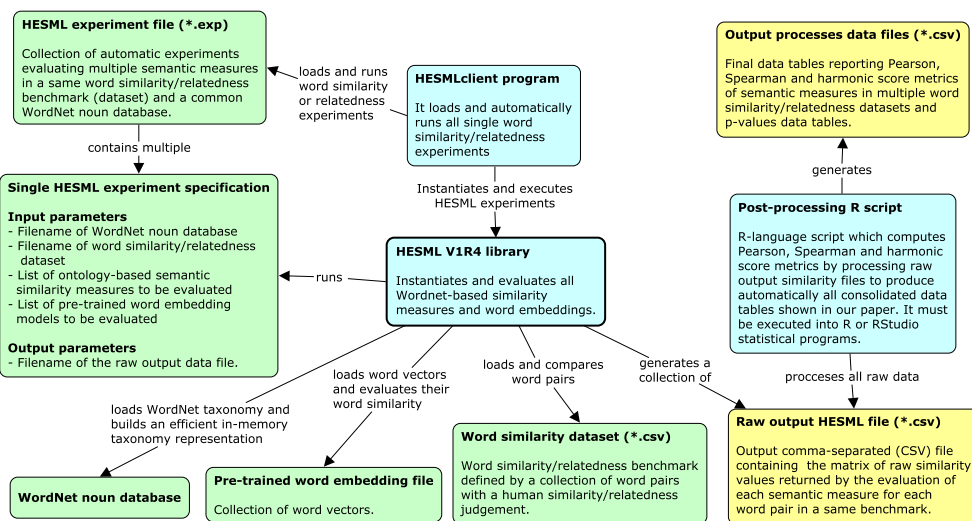 HESML experiment file (*.exp)
Collection of automatic experiments
evaluating multiple semantic measures
in a same word similarity/relatedness
benchmark (dataset) and a common
WordNet noun database.
loads and runs
word similarity
or relatedness
experiments
HESMLclient program
It loads and automatically
runs all single word
similarity/relatedness
experiments
Output processes data files (*.csv)
Final data tables reporting Pearson,
Spearman and harmonic score metrics
of semantic measures in multiple word
similarity/relatedness datasets and
p-values data tables.
contains multiple
Instantiates and executes
HESML experiments
generates
Single HESML experiment specification
Input parameters
- Filename of WordNet noun database
- Filename of word similarity/relatedness
dataset
- List of ontology-based semantic
similarity measures to be evaluated
- List of pre-trained word embedding
models to be evaluated
Output parameters
- Filename of the raw output data file.
runs
HESML V1R4 library
Instantiates and evaluates all
Wordnet-based similarity
measures and word embeddings.
Post-processing R script
R-language script which computes
Pearson, Spearman and harmonic
score metrics by processing raw
output similarity files to produce
automatically all consolidated data
tables shown in our paper. It must
be executed into R or RStudio
statistical programs.
loads WordNet taxonomy and
builds an efficient in-memory
taxonomy representation
loads word vectors
and evaluates their
word similarity
loads and compares
word pairs
generates a
collection of
procceses all raw data
WordNet noun database
Pre-trained word embedding file
Collection of word vectors.
Word similarity dataset (*.csv)
Word similarity/relatedness benchmark
defined by a collection of word pairs
with a human similarity/relatedness
judgement.
Raw output HESML file (*.csv)
Output comma-separated (CSV) file
containing the matrix of raw similarity
values returned by the evaluation of
each semantic measure for each
word pair in a same benchmark.